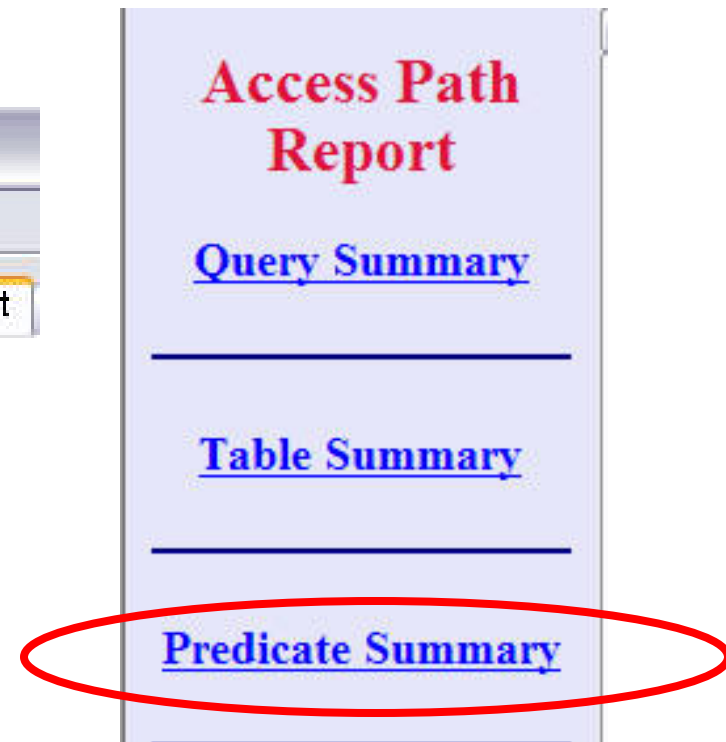 Access Path
Report
Query Summary
t
Table Summary
Predicate Summary